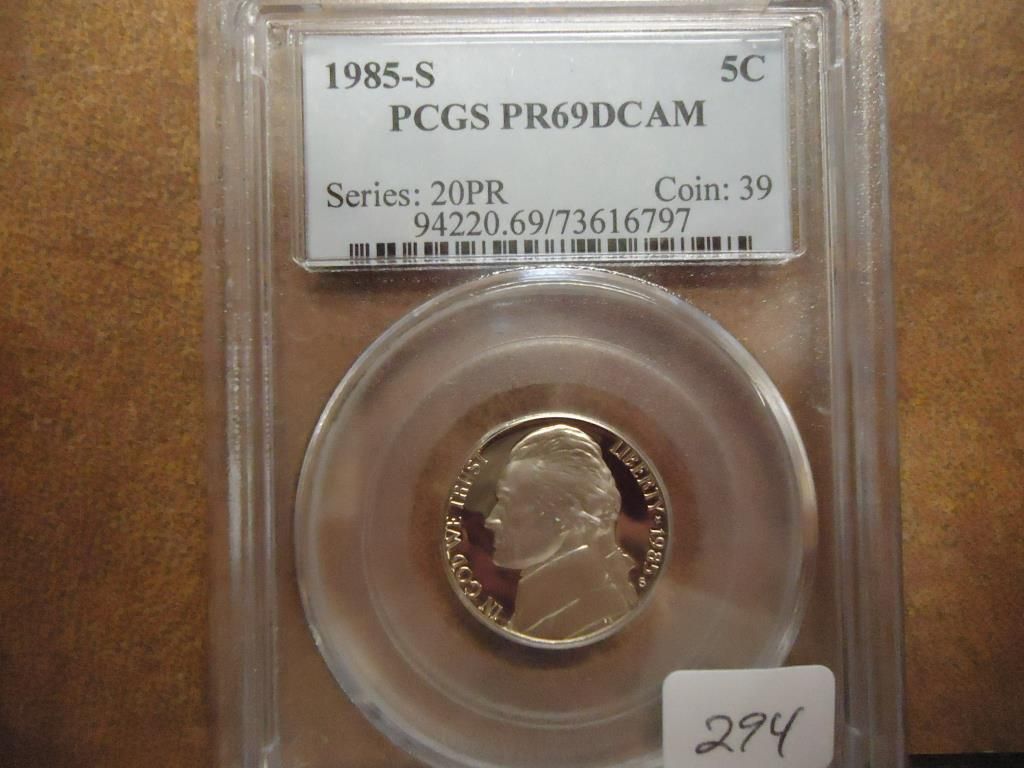 1985-S 5C
PCGS PR69DCAM
Series: 20PR Coin: 39
94220.69/73616797
IN GOD WE TRUST
LIBERTY 1985 S
294